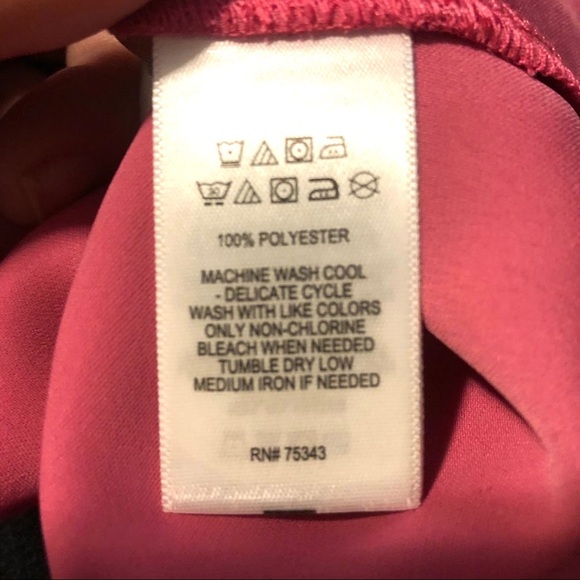 100% POLYESTER
MACHINE WASH COOL
- DELICATE CYCLE
WASH WITH LIKE COLORS
ONLY NON-CHLORINE
BLEACH WHEN NEEDED
TUMBLE DRY LOW
MEDIUM IRON IF NEEDED
RN# 75343